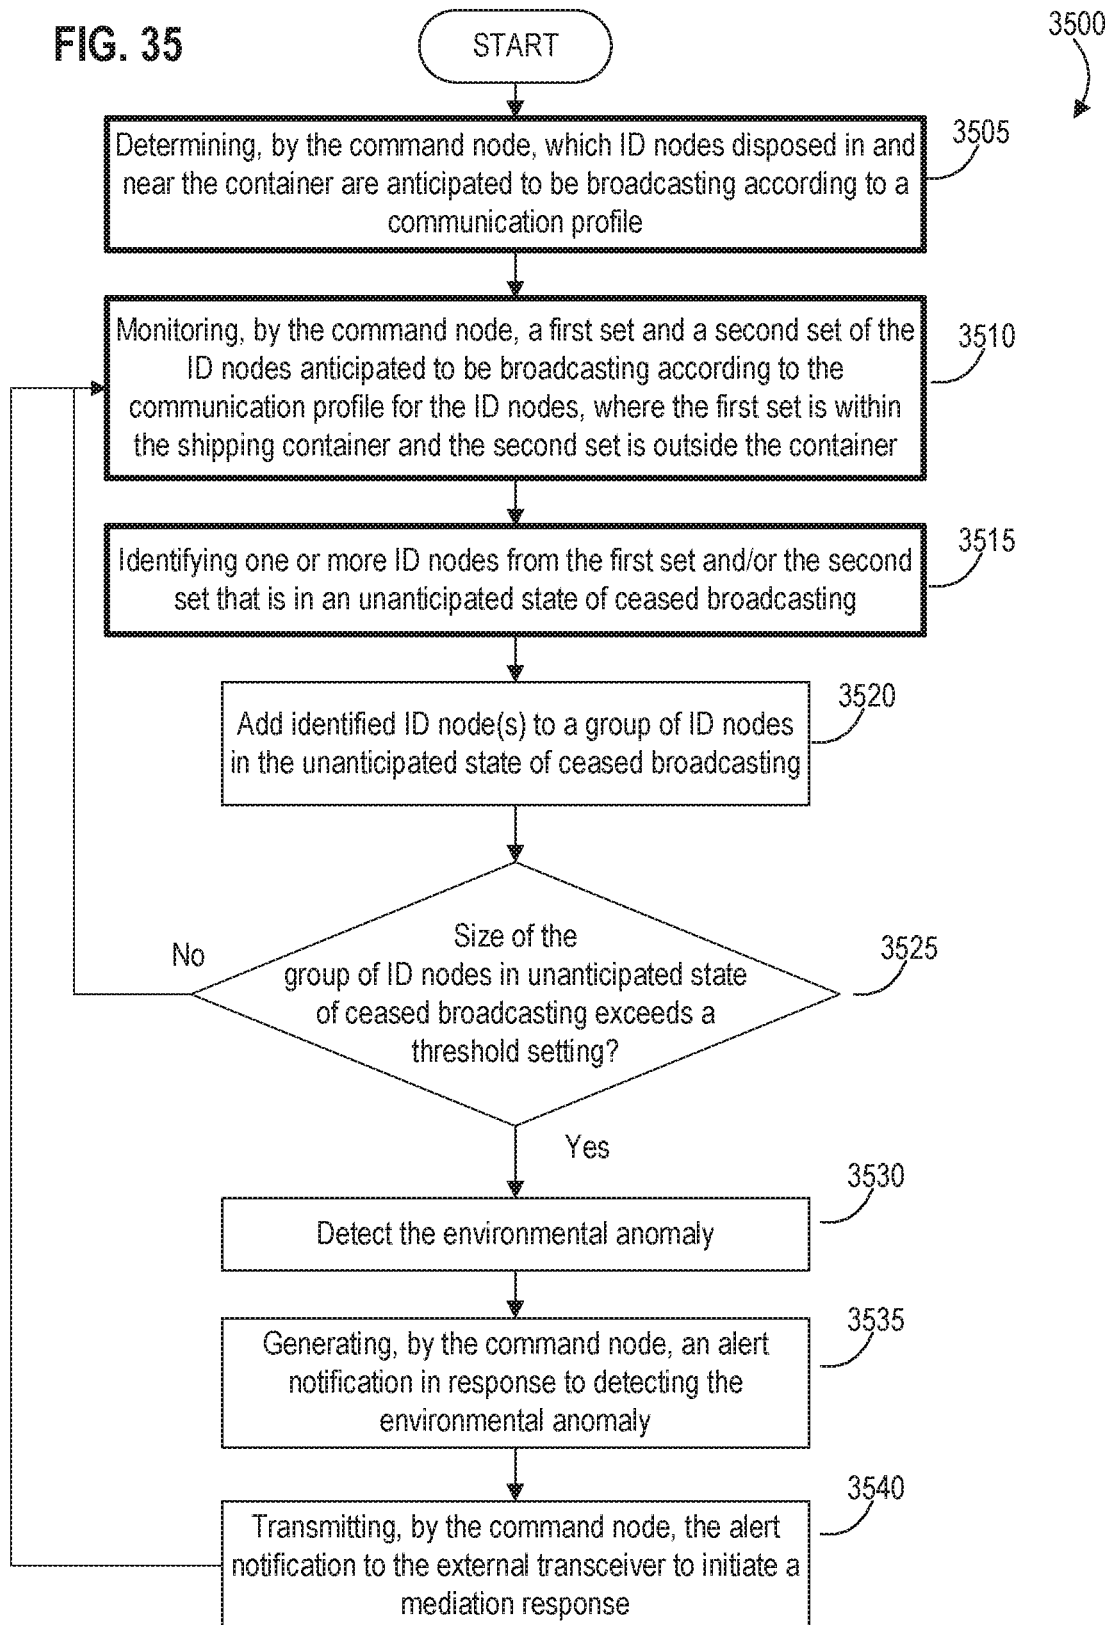 FIG. 35
START
3500
Determining, by the command node, which ID nodes disposed in and
near the container are anticipated to be broadcasting according to a
communication profile
3505
Monitoring, by the command node, a first set and a second set of the
ID nodes anticipated to be broadcasting according to the
communication profile for the ID nodes, where the first set is within
the shipping container and the second set is outside the container
3510
Identifying one or more ID nodes from the first set and/or the second
set that is in an unanticipated state of ceased broadcasting
3515
Add identified ID node(s) to a group of ID nodes
in the unanticipated state of ceased broadcasting
3520
Size of the
group of ID nodes in unanticipated state
of ceased broadcasting exceeds a
threshold setting?
3525
No
Yes
Detect the environmental anomaly
3530
Generating, by the command node, an alert
notification in response to detecting the
environmental anomaly
3535
Transmitting, by the command node, the alert
notification to the external transceiver to initiate a
mediation response
3540